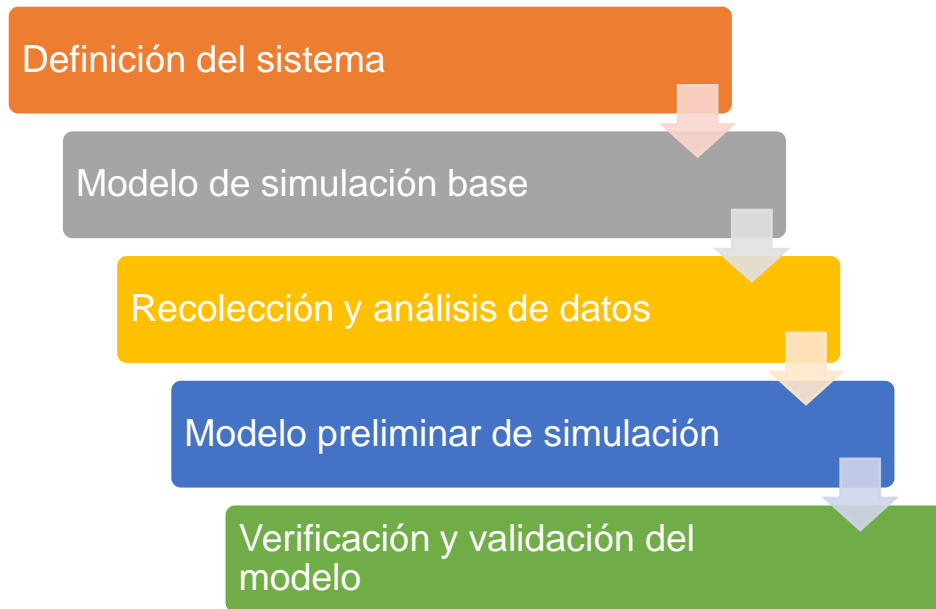 Definición del sistema
Modelo de simulación base
Recolección y análisis de datos
Modelo preliminar de simulación
Verificación y validación del
modelo